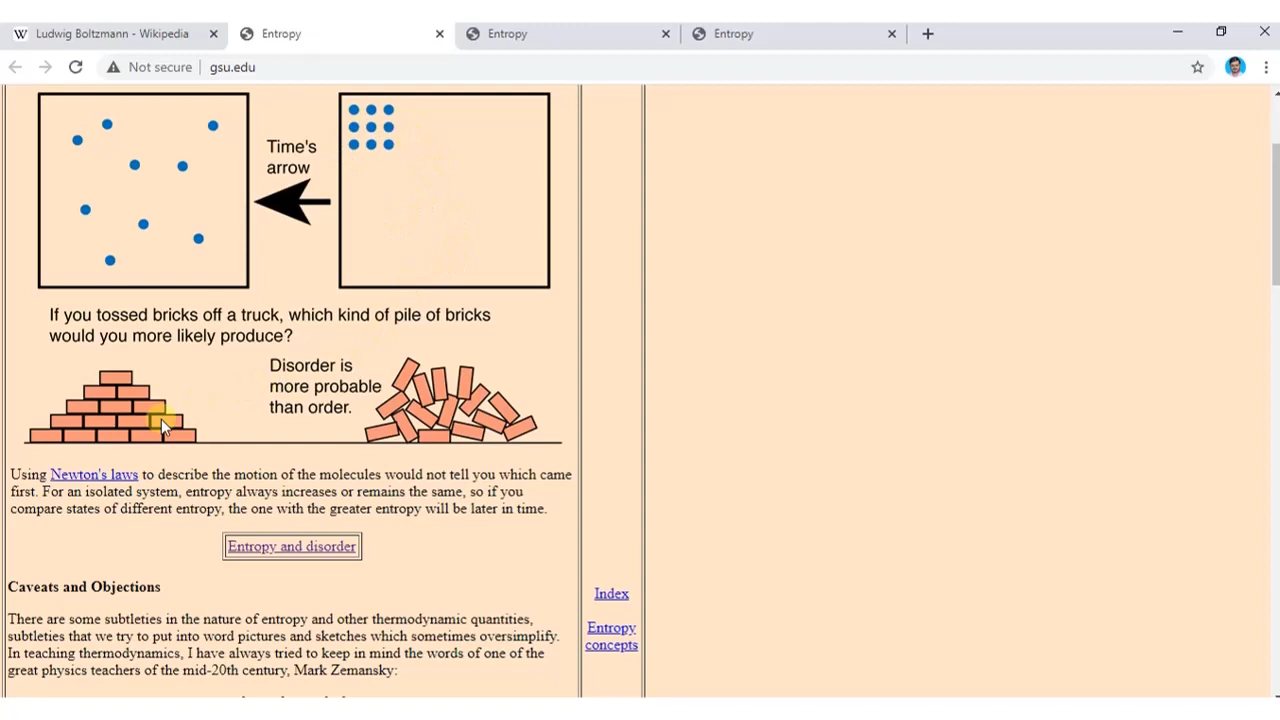 Ludwig Boltzmann - Wikipedia
Entropy
Entropy
Entropy
Not secure
gsu.edu
Time's
arrow
If you tossed bricks off a truck, which kind of pile of bricks
would you more likely produce?
Disorder is
more probable
than order.
Using Newton's laws to describe the motion of the molecules would not tell you which came
first. For an isolated system, entropy always increases or remains the same, so if you
compare states of different entropy, the one with the greater entropy will be later in time.
Entropy and disorder
Caveats and Objections
There are some subtleties in the nature of entropy and other thermodynamic quantities,
subtleties that we try to put into word pictures and sketches which sometimes oversimplify.
In teaching thermodynamics, I have always tried to keep in mind the words of one of the
great physics teachers of the mid-20th century, Mark Zemansky:
Index
Entropy
concepts